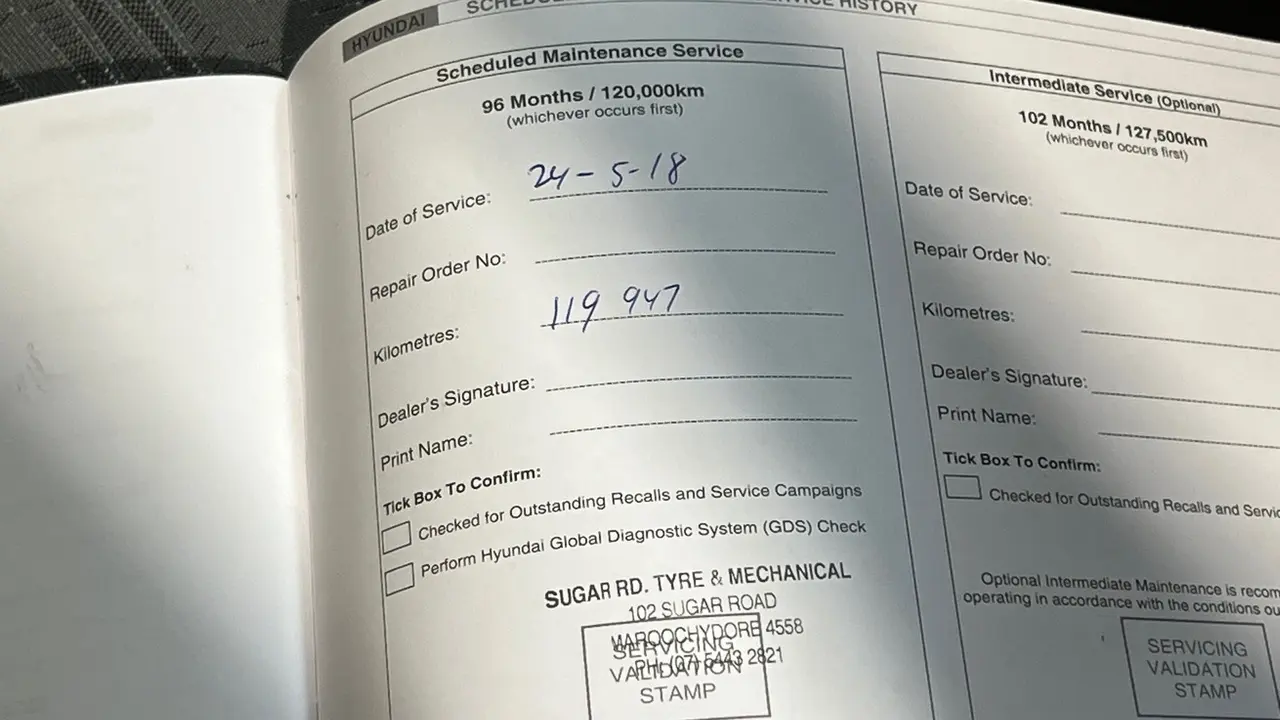 HYUNDAI
HISTORY
Scheduled Maintenance Service
96 Months / 120,000km
(whichever occurs first)
Date of Service: 24-5-18
Repair Order No:
Kilometres: 119 947
Dealer's Signature:
Print Name:
Tick Box To Confirm:
Checked for Outstanding Recalls and Service Campaigns
Perform Hyundai Global Diagnostic System (GDS) Check
SUGAR RD. TYRE & MECHANICAL
102 SUGAR ROAD
MAROOCHYDORE 4558
PH: (07) 5443 2821
SERVICING
VALIDATION
STAMP
Intermediate Service (Optional)
102 Months / 127,500km
(whichever occurs first)
Date of Service:
Repair Order No:
Kilometres:
Dealer's Signature:
Print Name:
Tick Box To Confirm:
Checked for Outstanding Recalls and
Optional Intermediate Maintenance is
operating in accordance with the conditions
SERVICING
VALIDATION
STAMP